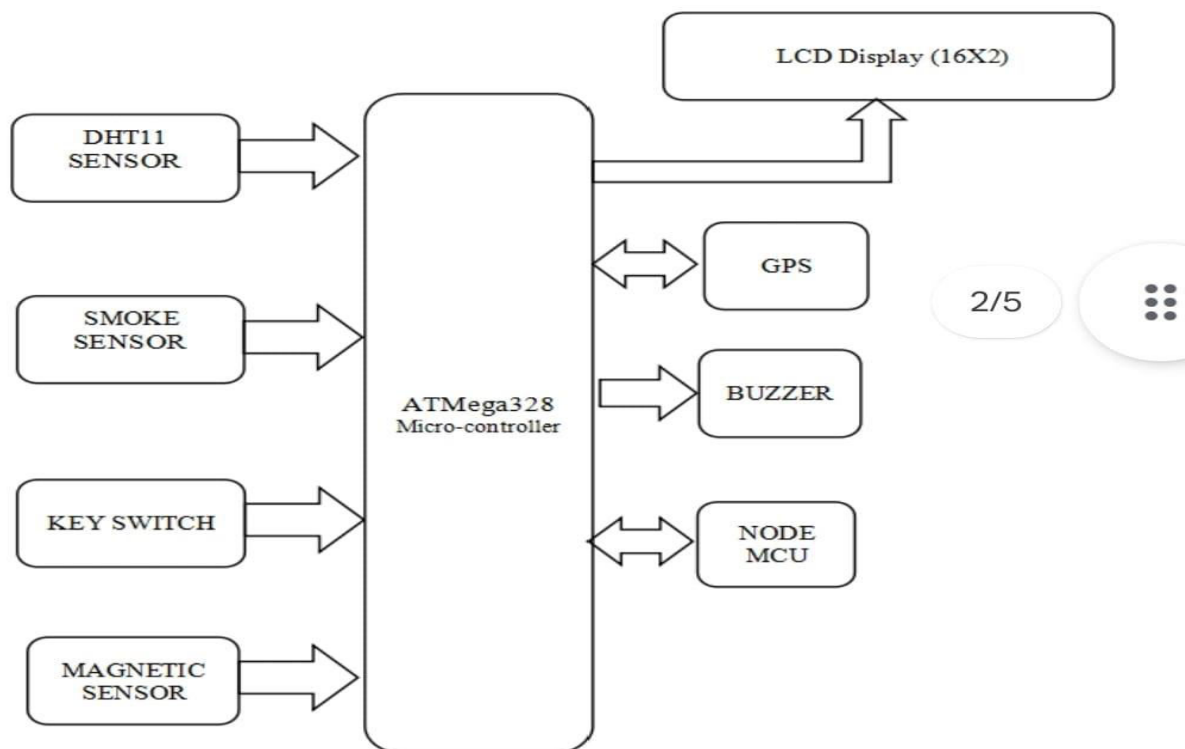 LCD Display (16X2)
DHT11
SENSOR
SMOKE
SENSOR
KEY SWITCH
MAGNETIC
SENSOR
ATMega328
Micro-controller
GPS
BUZZER
NODE
MCU
2/5